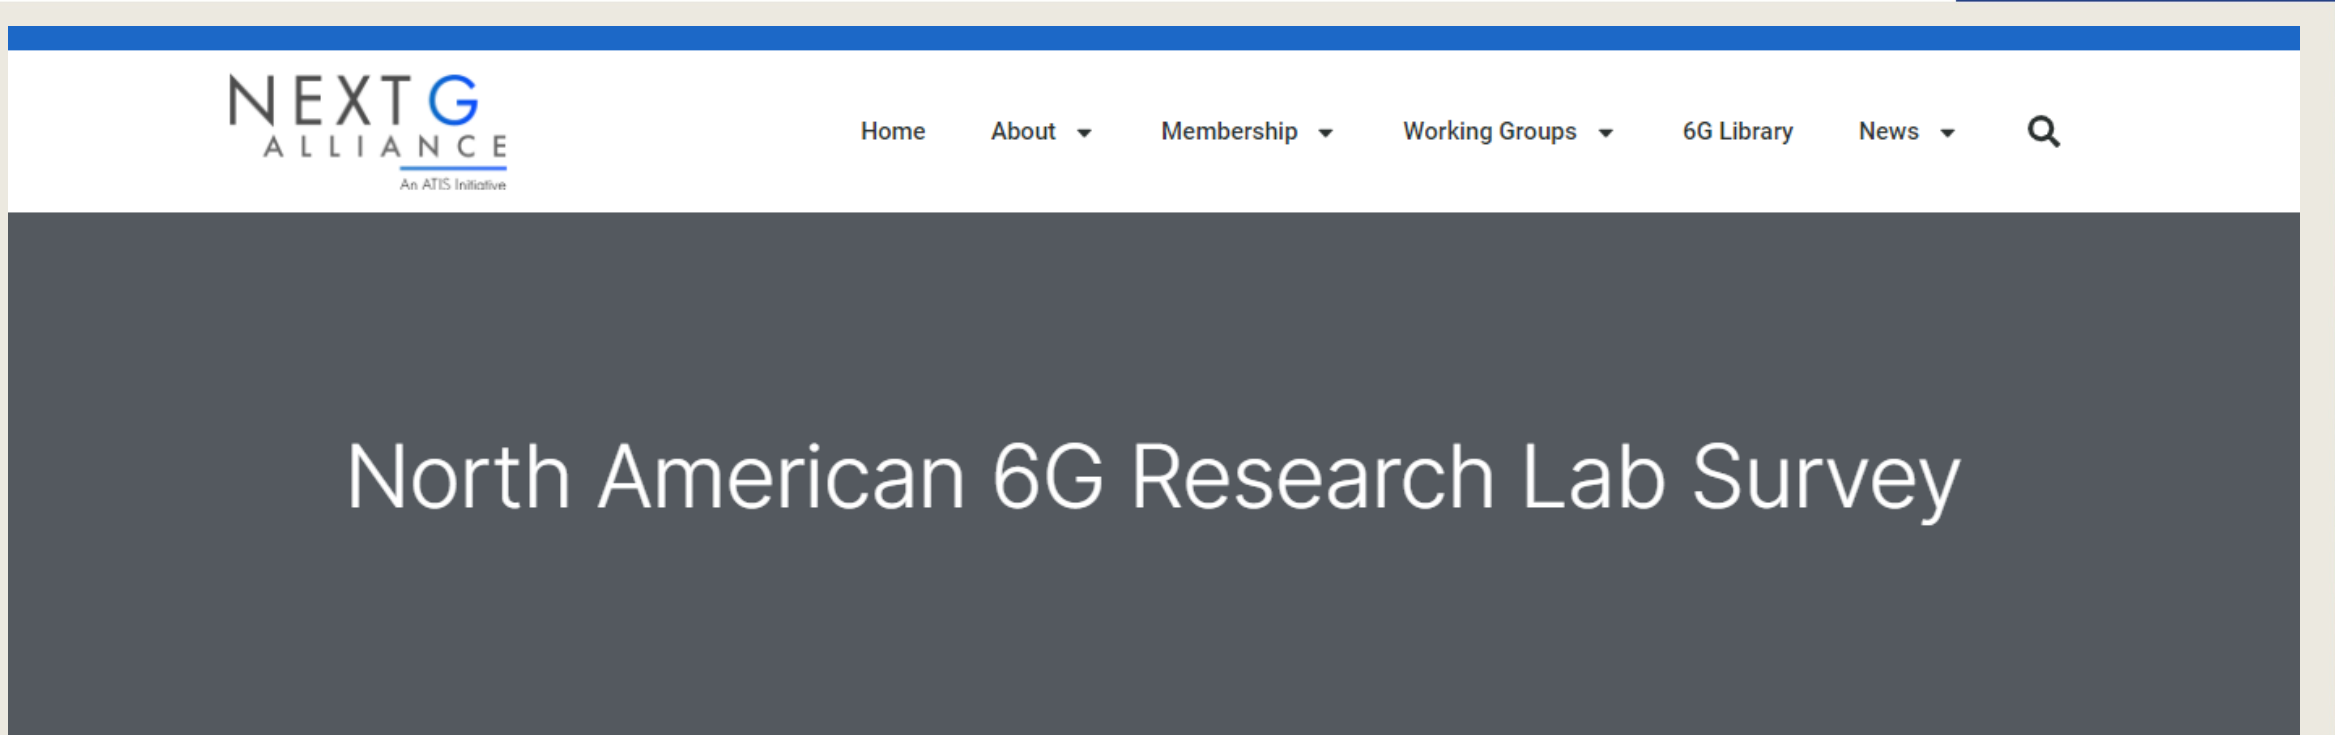 NEXT G
ALLIANCE
An ATIS Initiative
Home About Membership Working Groups 6G Library News
North American 6G Research Lab Survey